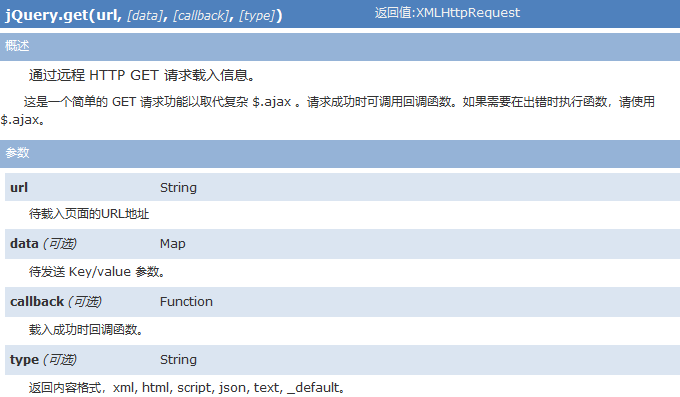 jQuery.get(url, [data], [callback], [type]) 返回值:XMLHttpRequest
概述
通过远程 HTTP GET 请求载入信息。
这是一个简单的 GET 请求功能以取代复杂 $.ajax 。请求成功时可调用回调函数。如果需要在出错时执行函数，请使用
$.ajax。
参数
url String
待载入页面的URL地址
data (可选) Map
待发送 Key/value 参数。
callback (可选) Function
载入成功时回调函数。
type (可选) String
返回内容格式，xml, html, script, json, text, _default。